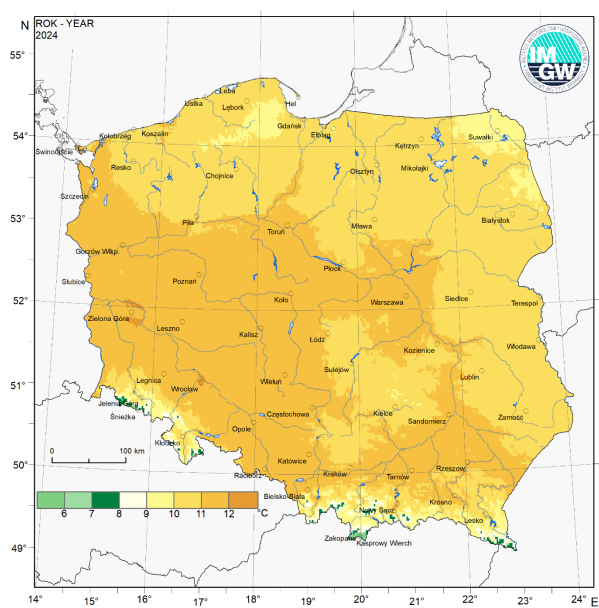 N
ROK - YEAR
2024
IM
GW
55°
54°
53°
52°
51°
50°
49°
Łeba
Ustka
Lębork
Hel
Kołobrzeg
Koszalin
Gdańsk
Elbląg
Suwałki
Świnoujście
Kętrzyn
Resko
Chojnice
Olsztyn
Mikołajki
Szczecin
Piła
Toruń
Mława
Białystok
Gorzów Wlkp.
Słubice
Poznań
Płock
Koło
Warszawa
Siedlce
Terespol
Zielona Góra
Leszno
Kalisz
Łódź
Kozienice
Włodawa
Sulejów
Legnica
Wrocław
Wieluń
Lublin
Jelenia Góra
Śnieżka
Częstochowa
Kielce
Sandomierz
Zamość
Opole
Kłodzko
Katowice
Racibórz
Kraków
Tarnów
Rzeszów
Bielsko-Biała
Nowy Sącz
Krosno
Lesko
Zakopane
Kasprowy Wierch
0 100 km
6 7 8 9 10 11 12 °C
14° 15° 16° 17° 18° 19° 20° 21° 22° 23° 24° E